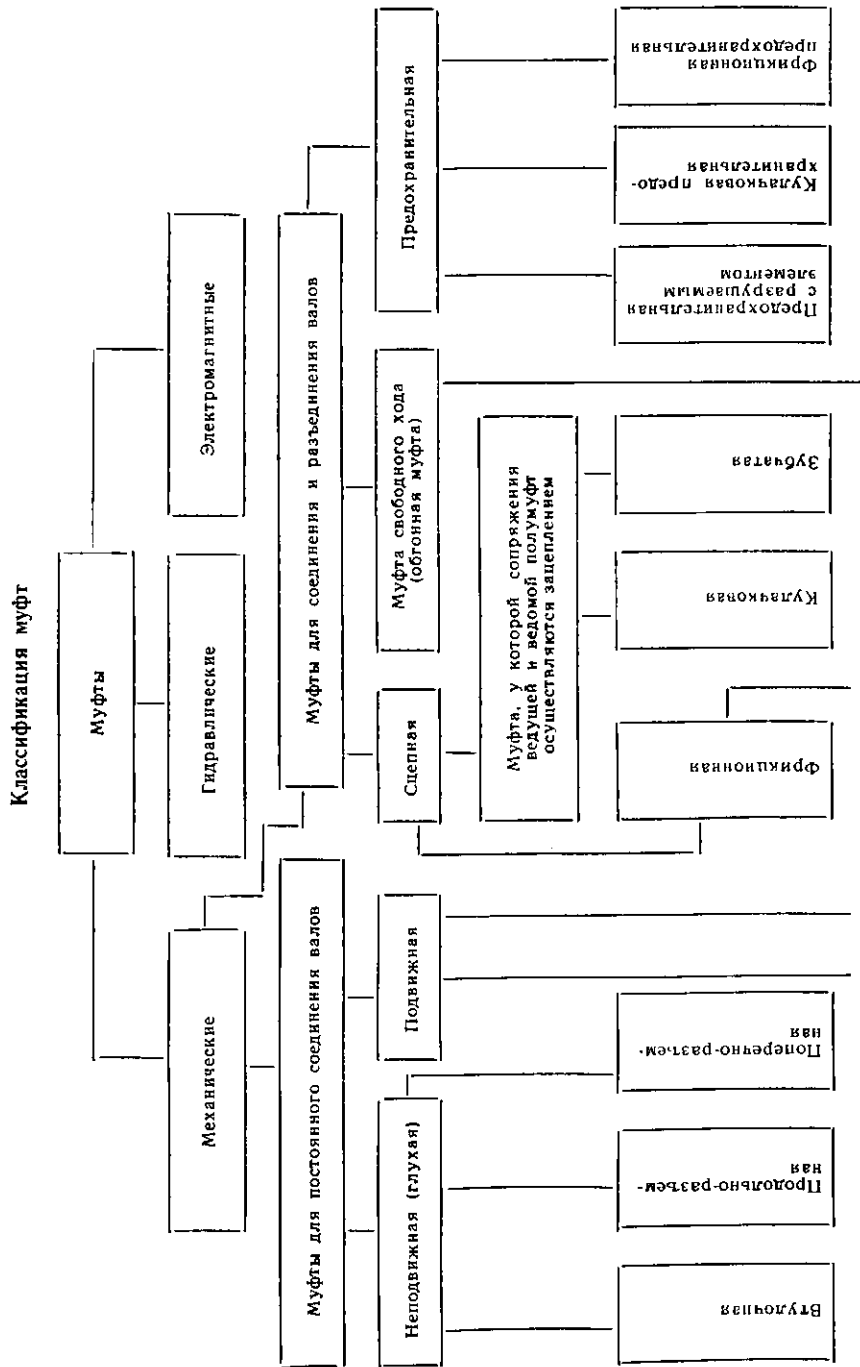 Классификация муфт
Муфты
Механические
Гидравлические
Электромагнитные
Муфты для постоянного соединения валов
Муфты для соединения и разъединения валов
Неподвижная (глухая)
Подвижная
Сцепная
Муфта свободного хода
(обгонная муфта)
Предохранительная
Муфта, у которой сопряжения
ведущей и ведомой полумуфт
осуществляются зацеплением
Втулочная
Продольно-разъем-
ная
Поперечно-разъем-
ная
Фрикционная
Кулачковая
Зубчатая
Предохранительная
с разрушаемым
элементом
Кулачковая предо-
хранительная
Фрикционная
предохранительная